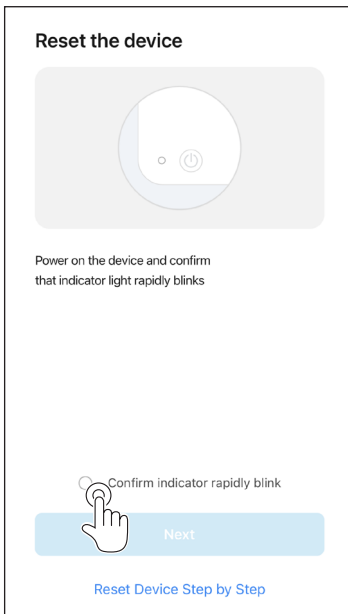 Reset the device
Power on the device and confirm
that indicator light rapidly blinks
Confirm indicator rapidly blink
Next
Reset Device Step by Step